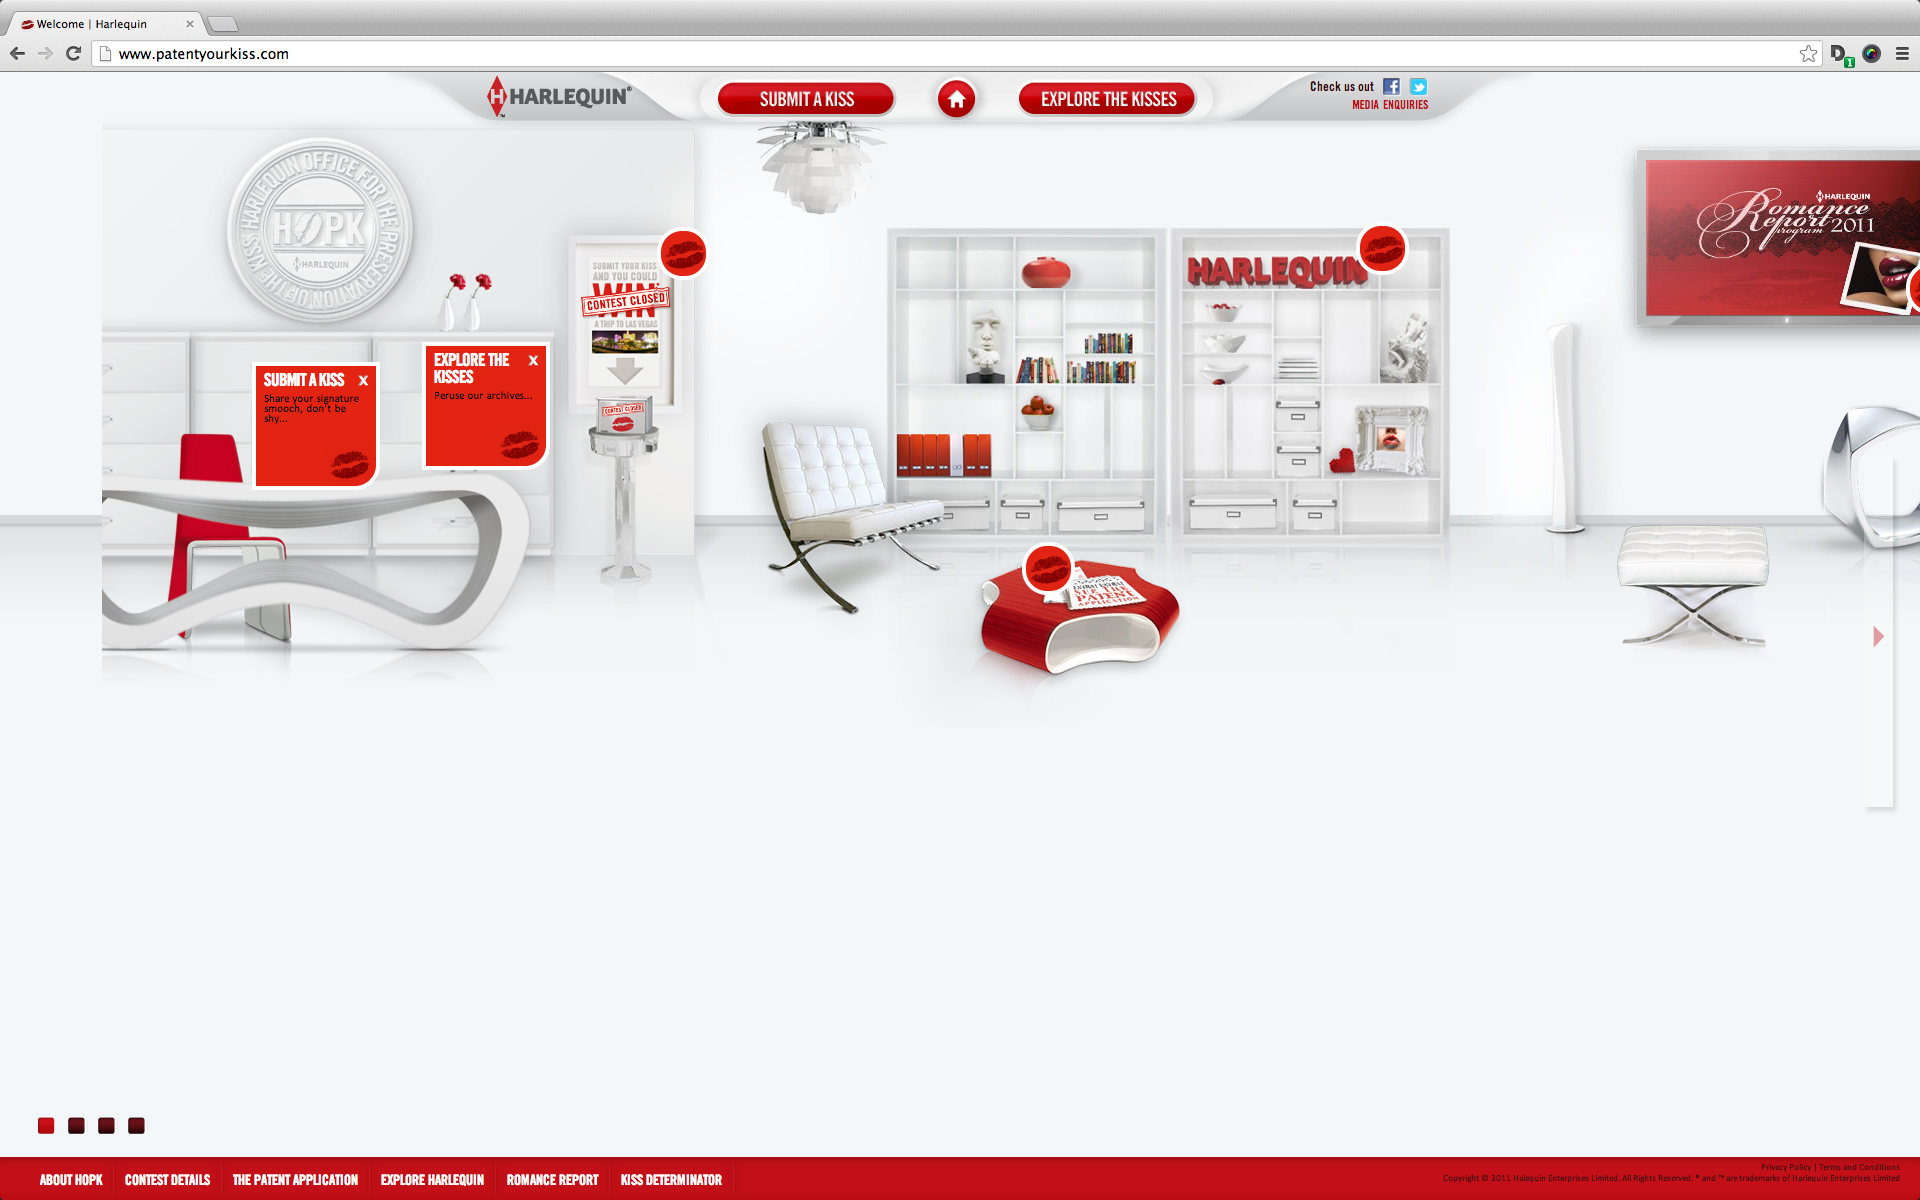 Welcome | Harlequin
www.patentyourkiss.com
HARLEQUIN®
SUBMIT A KISS
EXPLORE THE KISSES
Check us out
MEDIA ENQUIRIES
HARLEQUIN OFFICE FOR THE PRESERVATION OF THE KISS
HOPK
HARLEQUIN
SUBMIT YOUR KISS
AND YOU COULD
WIN
CONTEST CLOSED
WIN
A TRIP TO LAS VEGAS
CONTEST CLOSED
SUBMIT A KISS X
Share your signature
smooch, don't be
shy...
EXPLORE THE X
KISSES
Peruse our archives...
HARLEQUIN
HARLEQUIN
Romance
Report 2011
program
SEE THE
PATENT
APPLICATION
ABOUT HOPK
CONTEST DETAILS
THE PATENT APPLICATION
EXPLORE HARLEQUIN
ROMANCE REPORT
KISS DETERMINATOR
Privacy Policy | Terms and Conditions
Copyright © 2011 Halequin Enterprises Limited. All Rights Reserved. ® and ™ are trademarks of Harlequin Enterprises Limited